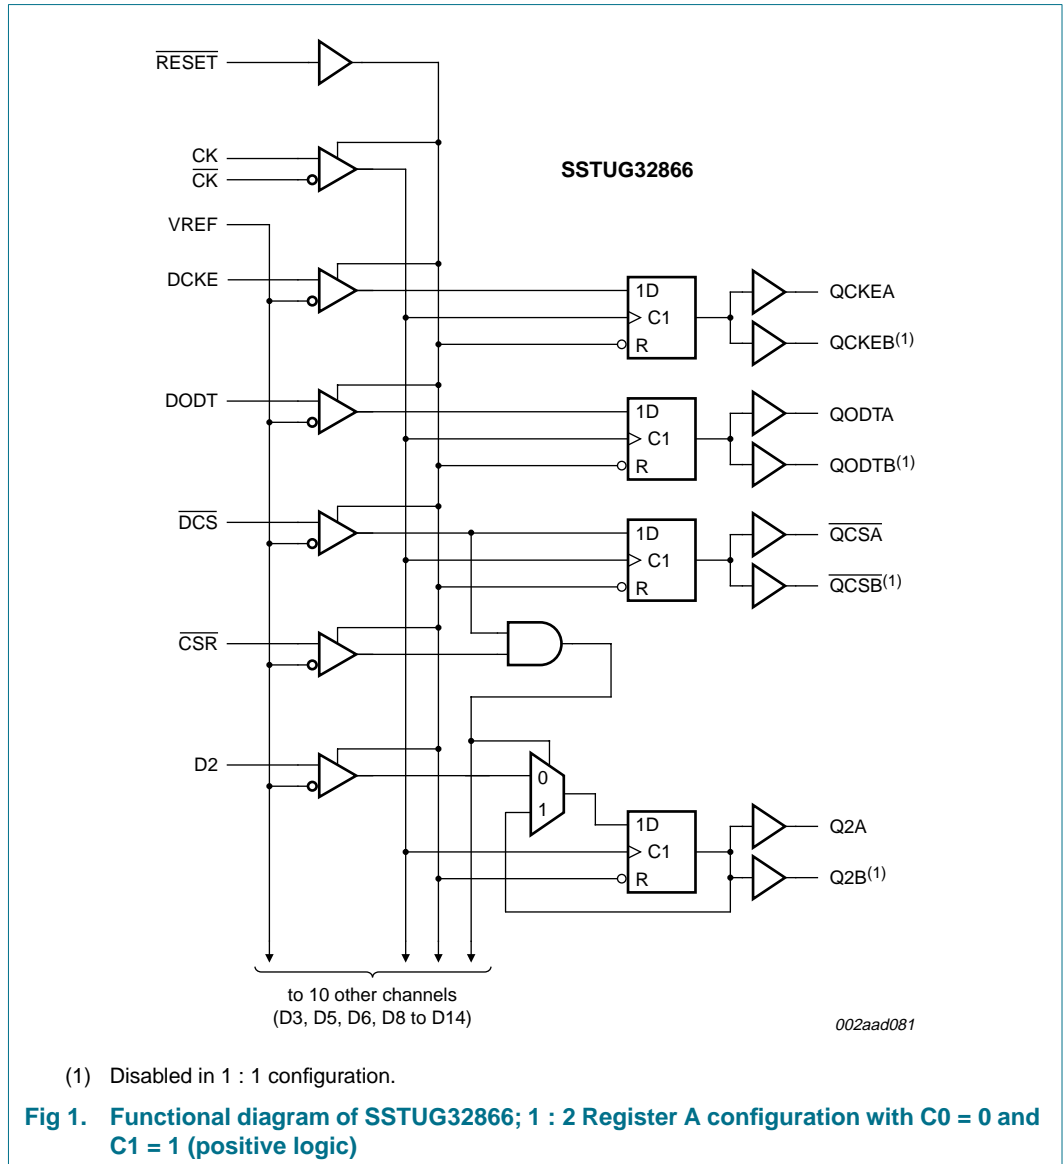 RESET
CK
CK
SSTUG32866
VREF
DCKE
1D
C1
R
QCKEA
QCKEB(1)
DODT
1D
C1
R
QODTA
QODTB(1)
DCS
1D
C1
R
QCSA
QCSB(1)
CSR
D2
0
1
1D
C1
R
Q2A
Q2B(1)
to 10 other channels
(D3, D5, D6, D8 to D14)
002aad081
(1) Disabled in 1 : 1 configuration.
Fig 1. Functional diagram of SSTUG32866; 1 : 2 Register A configuration with C0 = 0 and
C1 = 1 (positive logic)